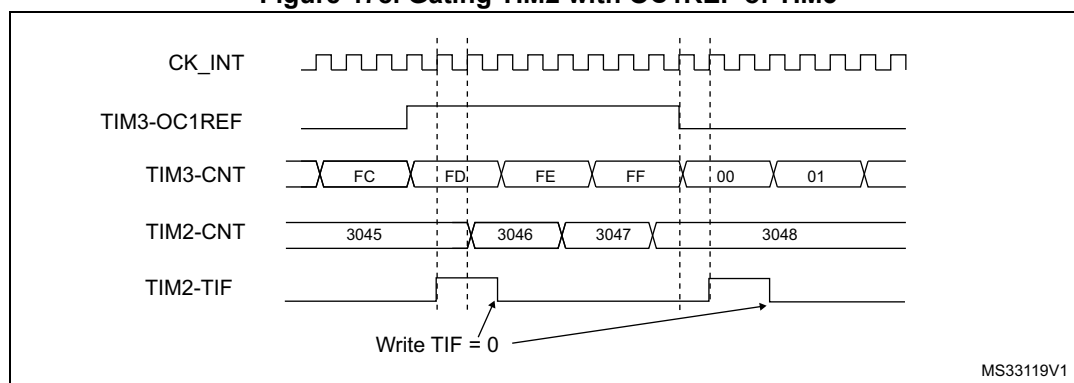 Figure 478. Gating TIM2 with OC1REF of TIM3
CK_INT
TIM3-OC1REF
TIM3-CNT FC FD FE FF 00 01
TIM2-CNT 3045 3046 3047 3048
TIM2-TIF
Write TIF = 0
MS33119V1